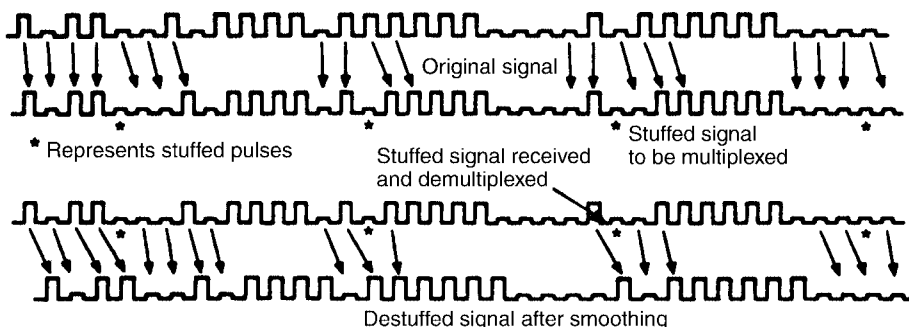 Original signal
* Represents stuffed pulses
Stuffed signal
to be multiplexed
Stuffed signal received
and demultiplexed
Destuffed signal after smoothing